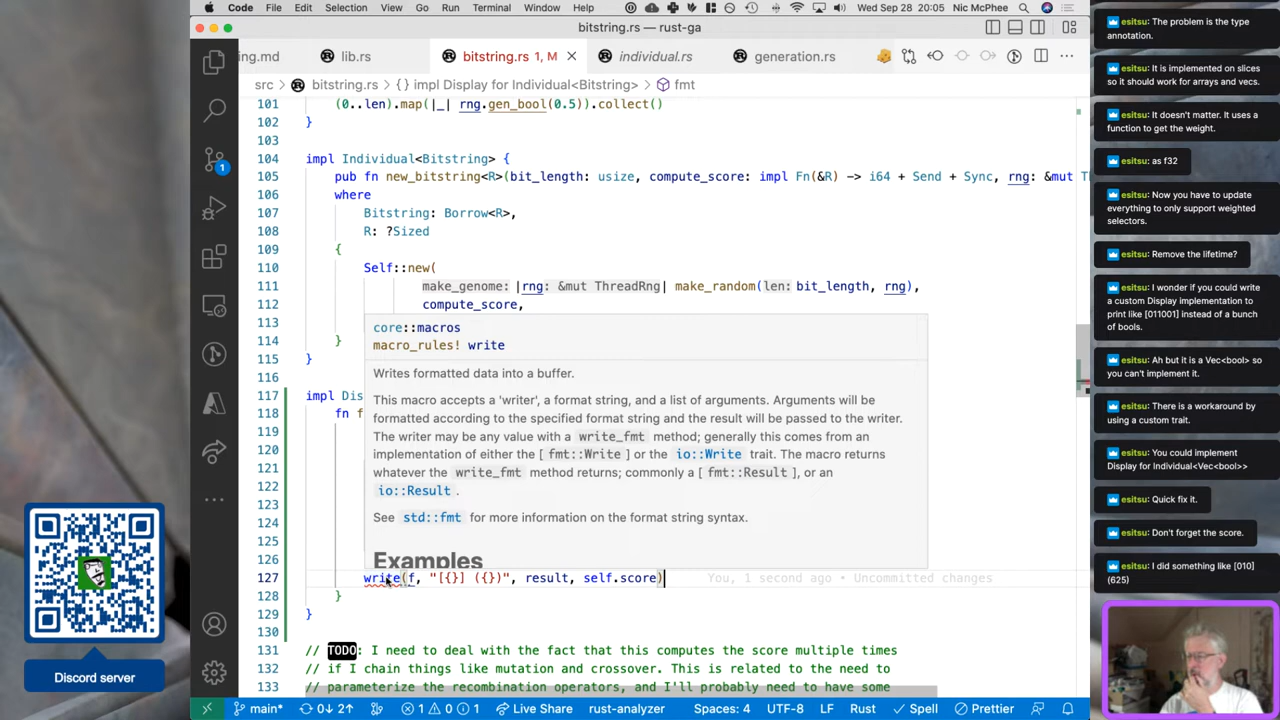 Code File Edit Selection View Go Run Terminal Window Help Wed Sep 28 20:05 Nic McPhee
bitstring.rs — rust-ga
ing.md lib.rs bitstring.rs 1, M individual.rs generation.rs
src bitstring.rs {} impl Display for Individual<Bitstring> fmt
101 (0..len).map(|_| rng.gen_bool(0.5)).collect()
102 }
103
104 impl Individual<Bitstring> {
105 pub fn new_bitstring<R>(bit_length: usize, compute_score: impl Fn(&R) -> i64 + Send + Sync, rng: &mut T
106 where
107 Bitstring: Borrow<R>,
108 R: ?Sized
109 {
110 Self::new(
111 make_genome: |rng: &mut ThreadRng| make_random(len: bit_length, rng),
112 compute_score,
113
114 }
115 }
116
117 impl Dis
118 fn f
119
120
121
122
123
124
125
126
127 write(f, "[{}] ({})", result, self.score) You, 1 second ago • Uncommitted changes
128 }
129 }
130
131 // TODO: I need to deal with the fact that this computes the score multiple times
132 // if I chain things like mutation and crossover. This is related to the need to
133 // parameterize the recombination operators, and I'll probably need to have some
core::macros
macro_rules! write
Writes formatted data into a buffer.
This macro accepts a 'writer', a format string, and a list of arguments. Arguments will be
formatted according to the specified format string and the result will be passed to the writer.
The writer may be any value with a write_fmt method; generally this comes from an
implementation of either the [ fmt::Write ] or the io::Write trait. The macro returns
whatever the write_fmt method returns; commonly a [ fmt::Result ], or an
io::Result .
See std::fmt for more information on the format string syntax.
Examples
1
main* 0↓ 2↑ 1 0 1 Live Share rust-analyzer Spaces: 4 UTF-8 LF Rust Spell Prettier
Discord server
esitsu: The problem is the type
annotation.
esitsu: It is implemented on slices
so it should work for arrays and vecs.
esitsu: It doesn't matter. It uses a
function to get the weight.
esitsu: as f32
esitsu: Now you have to update
everything to only support weighted
selectors.
esitsu: Remove the lifetime?
esitsu: I wonder if you could write
a custom Display implementation to
print like [011001] instead of a bunch
of bools.
esitsu: Ah but it is a Vec<bool> so
you can't implement it.
esitsu: There is a workaround by
using a custom trait.
esitsu: You could implement
Display for Individual<Vec<bool>>
esitsu: Quick fix it.
esitsu: Don't forget the score.
esitsu: I did something like [010]
(625)